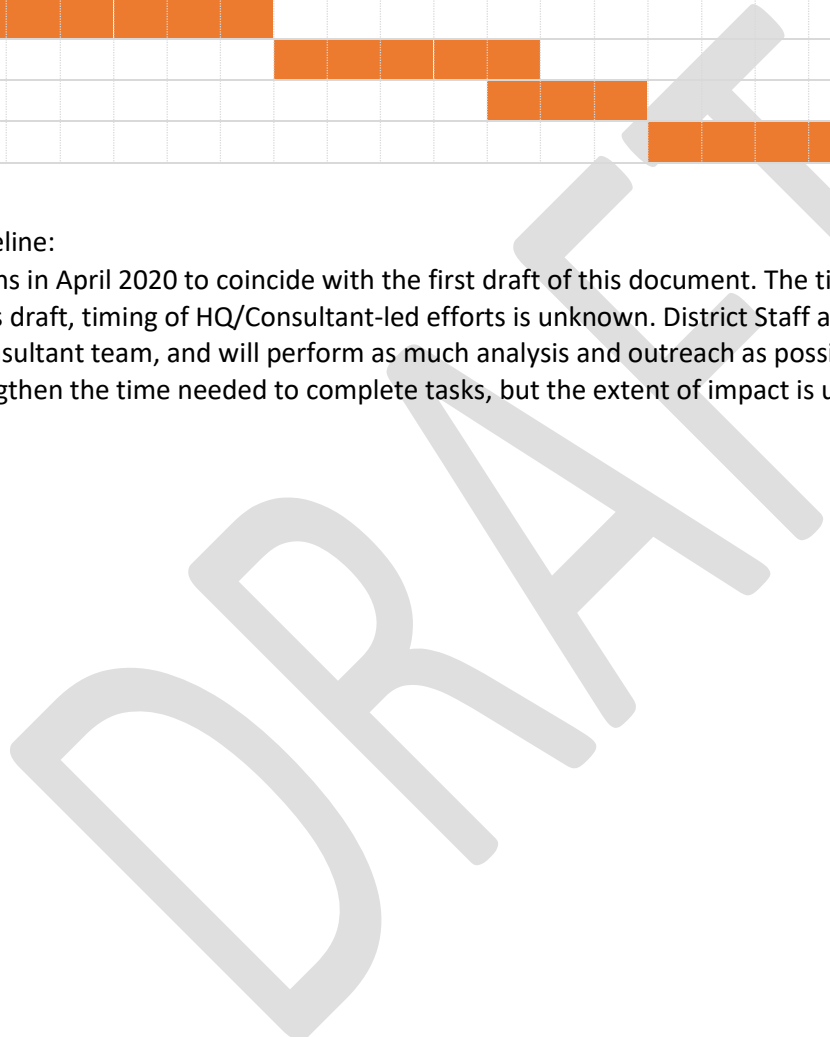 eline:
ns in April 2020 to coincide with the first draft of this document. The ti
s draft, timing of HQ/Consultant-led efforts is unknown. District Staff a
sultant team, and will perform as much analysis and outreach as possi
gthen the time needed to complete tasks, but the extent of impact is u
DRAFT